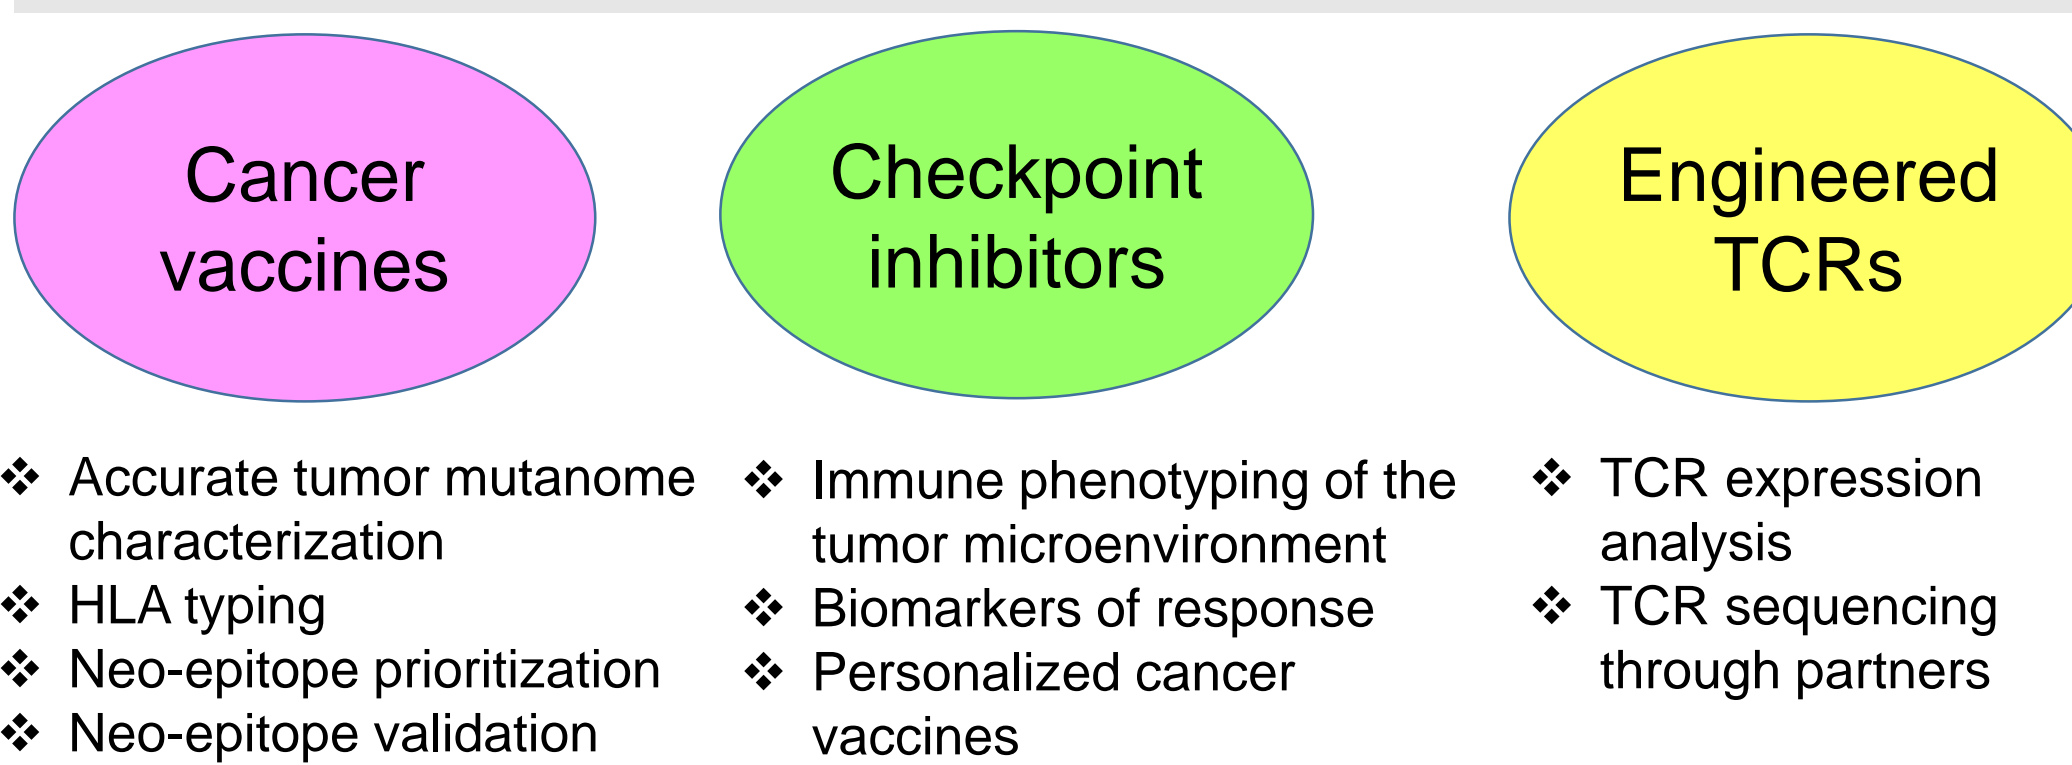 Cancer
vaccines
Checkpoint
inhibitors
Engineered
TCRs
❖ Accurate tumor mutanome
characterization
❖ HLA typing
❖ Neo-epitope prioritization
❖ Neo-epitope validation
❖ Immune phenotyping of the
tumor microenvironment
❖ Biomarkers of response
❖ Personalized cancer
vaccines
❖ TCR expression
analysis
❖ TCR sequencing
through partners